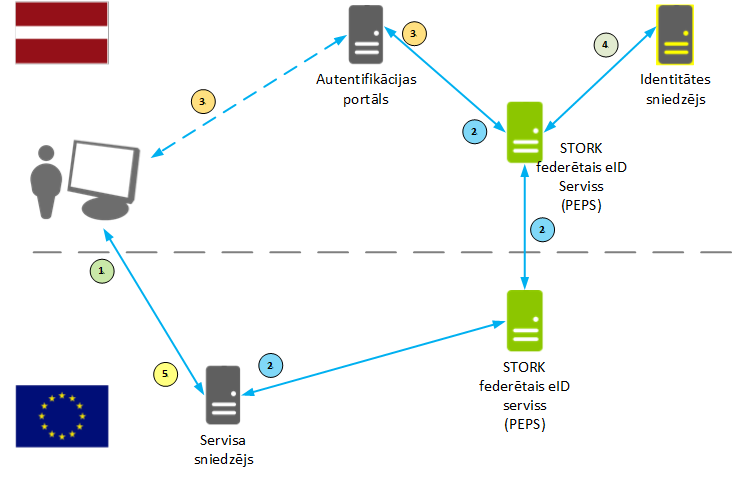 3.
4.
Autentifikācijas
portāls
Identitātes
sniedzējs
3.
2.
STORK
federētais eID
Serviss
(PEPS)
2.
1.
STORK
federētais eID
serviss
(PEPS)
2.
5.
Servisa
sniedzējs